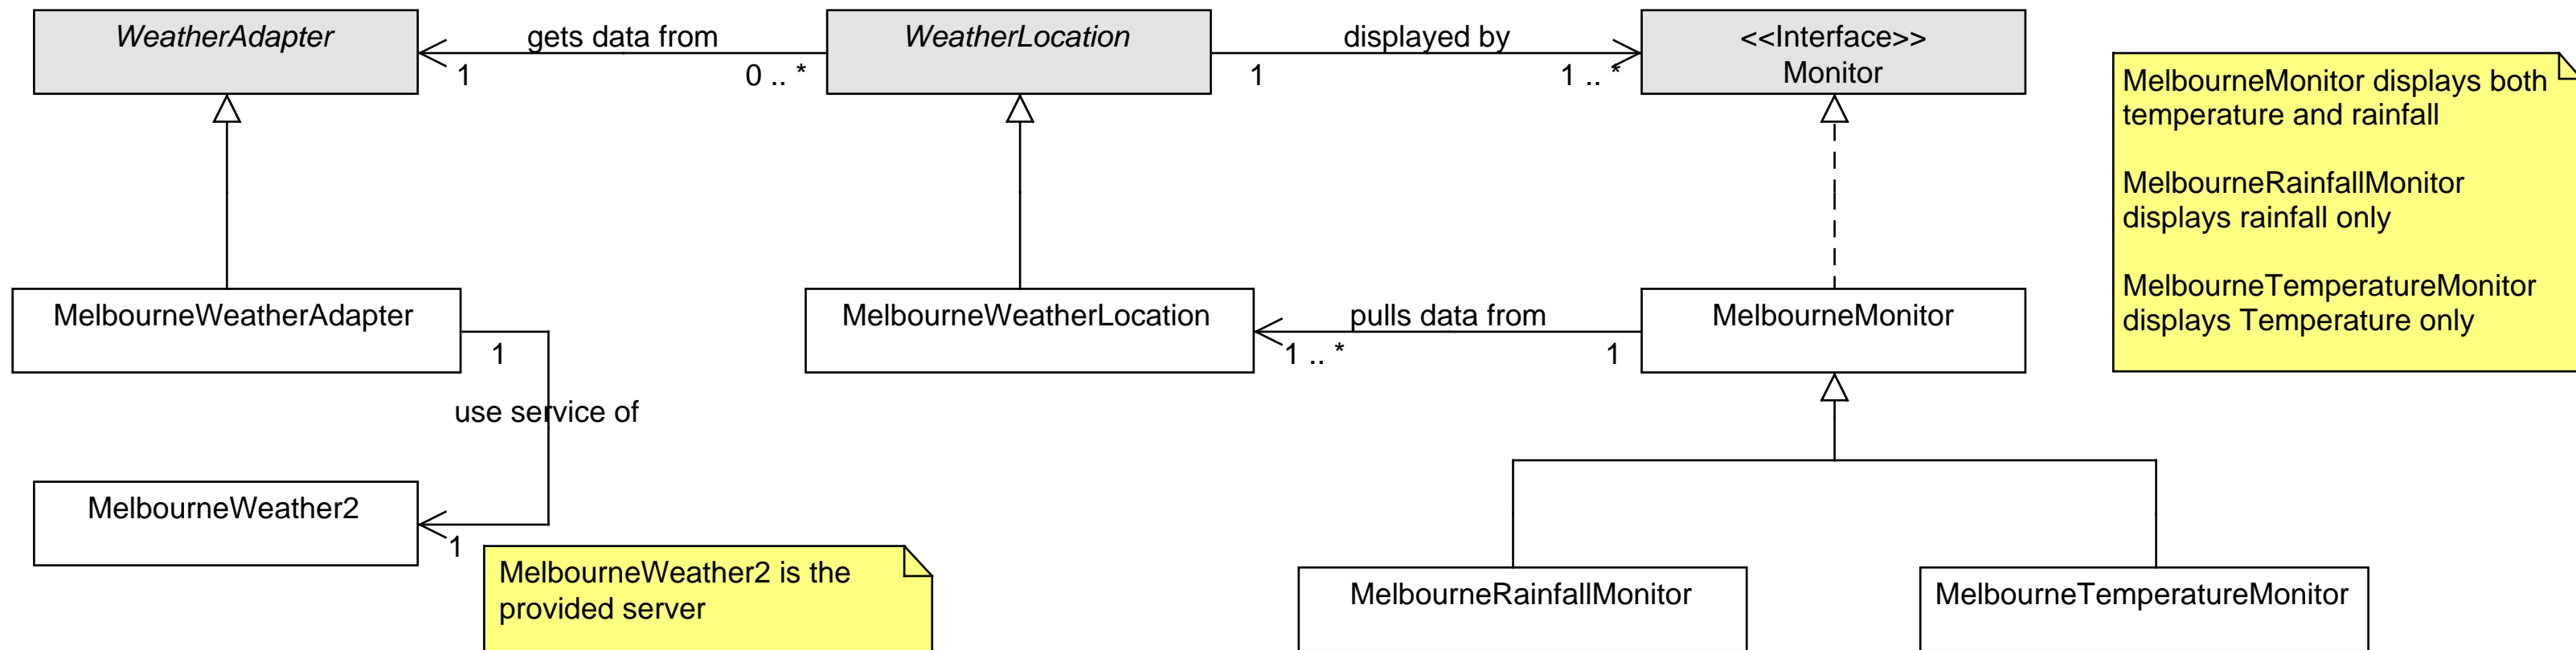 WeatherAdapter
gets data from
WeatherLocation
displayed by
<<Interface>>
Monitor
1
0 .. *
1
1 .. *
MelbourneMonitor displays both
temperature and rainfall
MelbourneRainfallMonitor
displays rainfall only
MelbourneTemperatureMonitor
displays Temperature only
MelbourneWeatherAdapter
MelbourneWeatherLocation
pulls data from
MelbourneMonitor
1
1 .. *
1
use service of
MelbourneWeather2
1
MelbourneWeather2 is the
provided server
MelbourneRainfallMonitor
MelbourneTemperatureMonitor